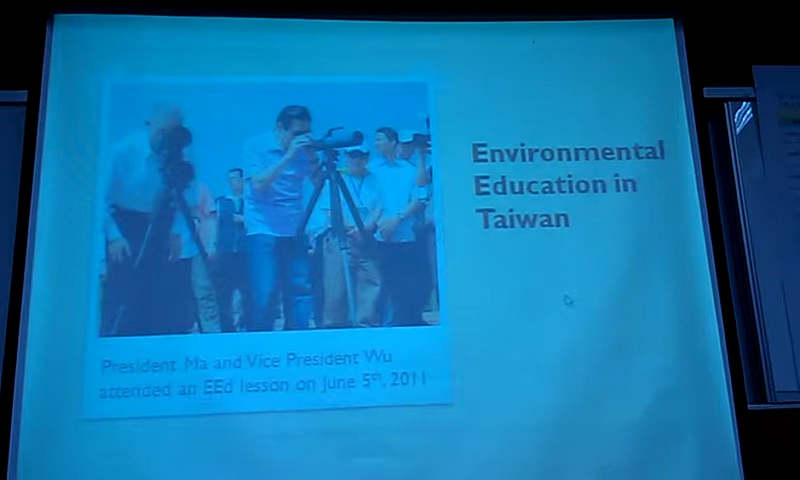 Environmental
Education in
Taiwan
President Ma and Vice President Wu
attended an EEd lesson on June 5th, 2011